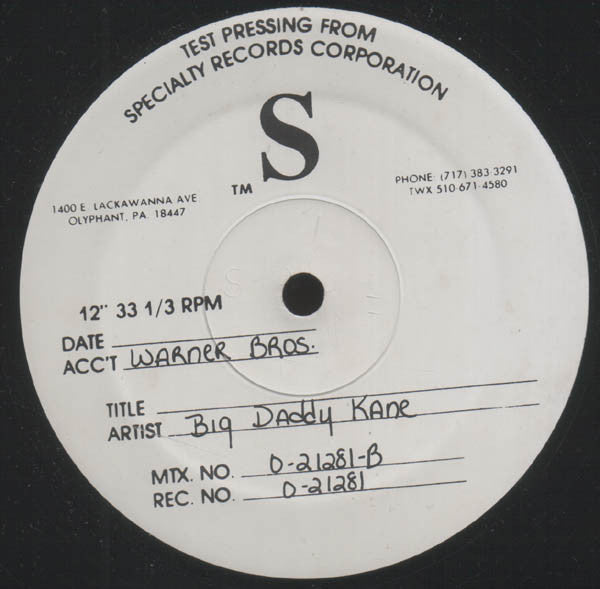 TEST PRESSING FROM
SPECIALTY RECORDS CORPORATION
S
TM
1400 E. LACKAWANNA AVE
OLYPHANT, PA. 18447
PHONE: (717) 383-3291
TWX 510-671-4580
12" 33 1/3 RPM
DATE
ACC'T WARNER BROS.
TITLE
ARTIST Big Daddy Kane
MTX. NO. 0-21281-B
REC. NO. 0-21281